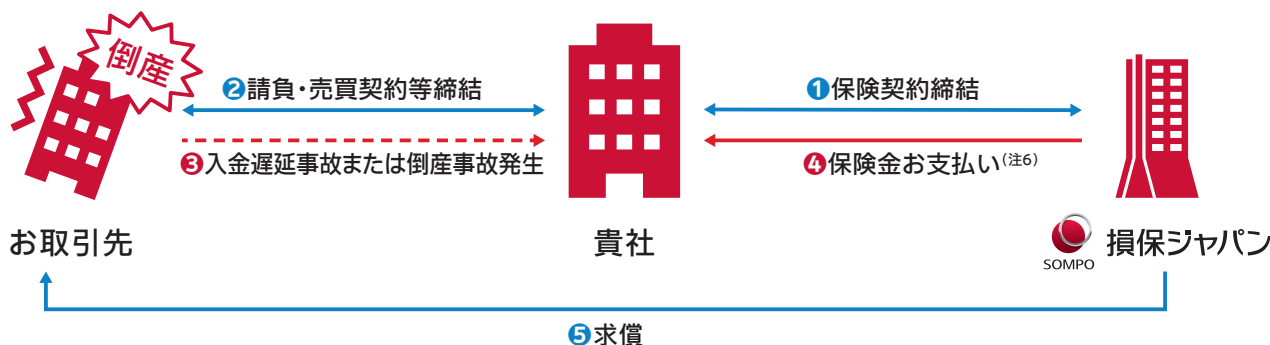 倒産
❷請負・売買契約等締結
❶保険契約締結
❸入金遅延事故または倒産事故発生
❹保険金お支払い(注6)
お取引先
貴社
SOMPO
損保ジャパン
❺求償